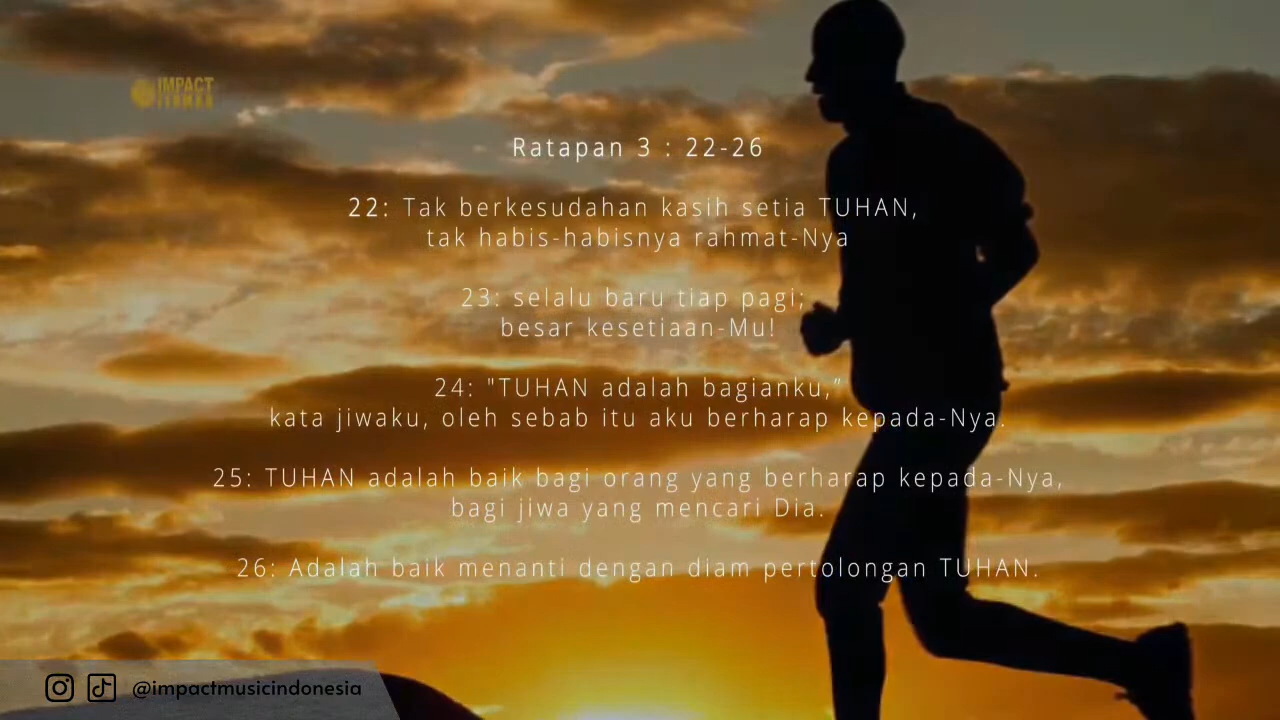 IMPACT
Ratapan 3 : 22-26
22: Tak berkesudahan kasih setia TUHAN,
tak habis-habisnya rahmat-Nya
23: selalu baru tiap pagi;
besar kesetiaan-Mu!
24: "TUHAN adalah bagianku,”
kata jiwaku, oleh sebab itu aku berharap kepada-Nya.
25: TUHAN adalah baik bagi orang yang berharap kepada-Nya,
bagi jiwa yang mencari Dia.
26: Adalah baik menanti dengan diam pertolongan TUHAN.
@impactmusicindonesia